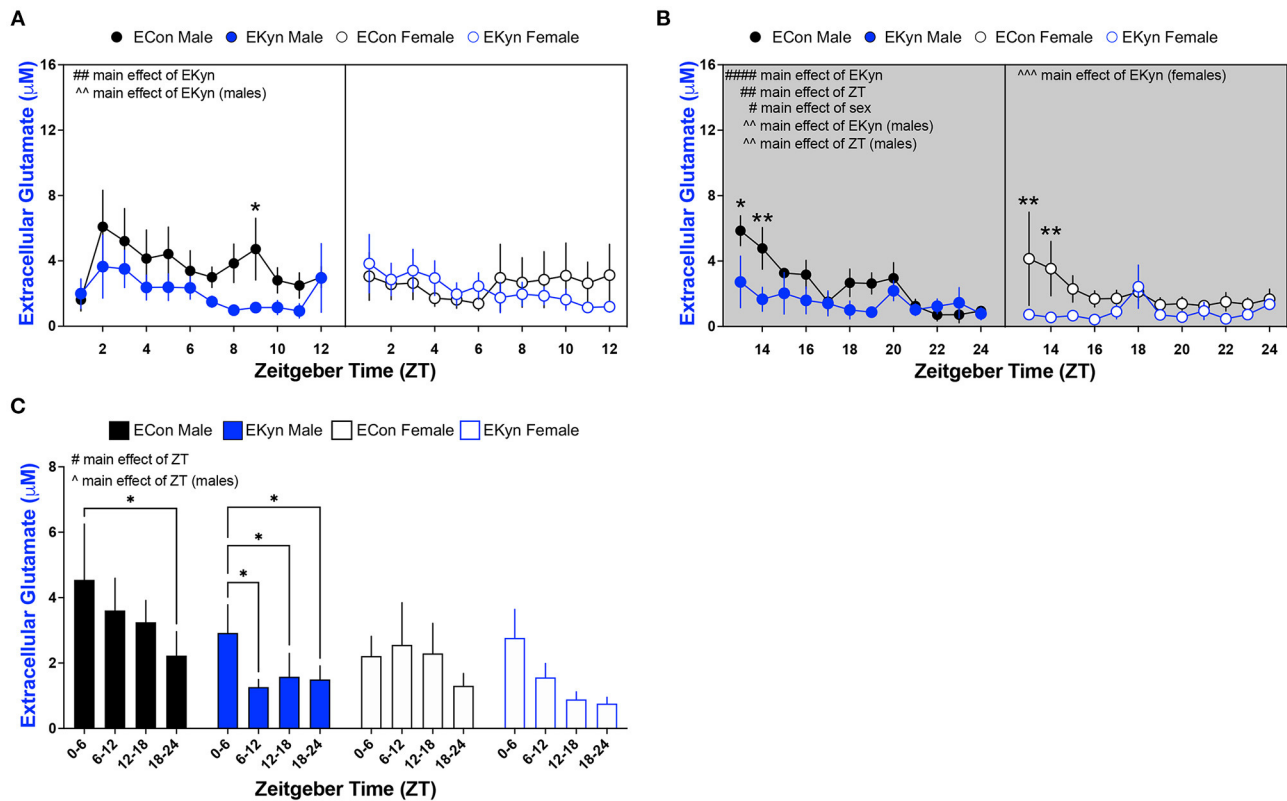 A
ECon Male EKyn Male ECon Female EKyn Female
Extracellular Glutamate (μM)
16
12
8
4
0
## main effect of EKyn
^^ main effect of EKyn (males)
*
2 4 6 8 10 12 2 4 6 8 10 12
Zeitgeber Time (ZT)
B
ECon Male EKyn Male ECon Female EKyn Female
Extracellular Glutamate (μM)
16
12
8
4
0
#### main effect of EKyn
## main effect of ZT
# main effect of sex
^^ main effect of EKyn (males)
^^ main effect of ZT (males)
^^^ main effect of EKyn (females)
* ** ** **
14 16 18 20 22 24 14 16 18 20 22 24
Zeitgeber Time (ZT)
C
ECon Male EKyn Male ECon Female EKyn Female
Extracellular Glutamate (μM)
8
6
4
2
0
# main effect of ZT
^ main effect of ZT (males)
* * * *
0-6 6-12 12-18 18-24 0-6 6-12 12-18 18-24 0-6 6-12 12-18 18-24 0-6 6-12 12-18 18-24
Zeitgeber Time (ZT)